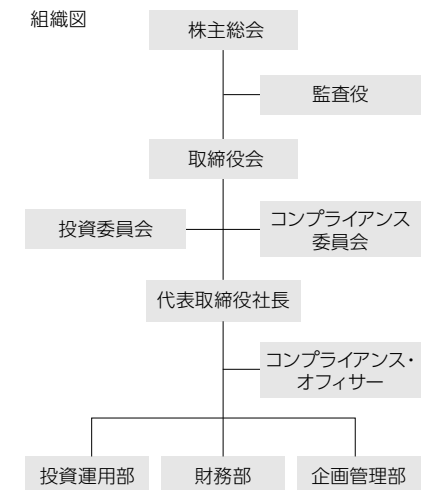 組織図
株主総会
監査役
取締役会
投資委員会
コンプライアンス
委員会
代表取締役社長
コンプライアンス・
オフィサー
投資運用部
財務部
企画管理部